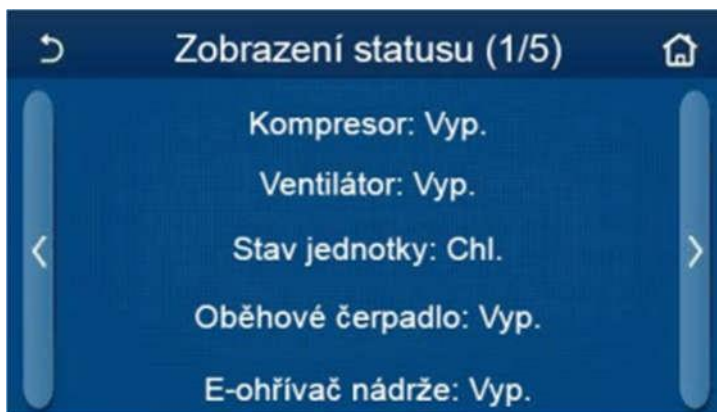 Zobrazení statusu (1/5)
Kompresor: Vyp.
Ventilátor: Vyp.
Stav jednotky: Chl.
Oběhové čerpadlo: Vyp.
E-ohřívač nádrže: Vyp.